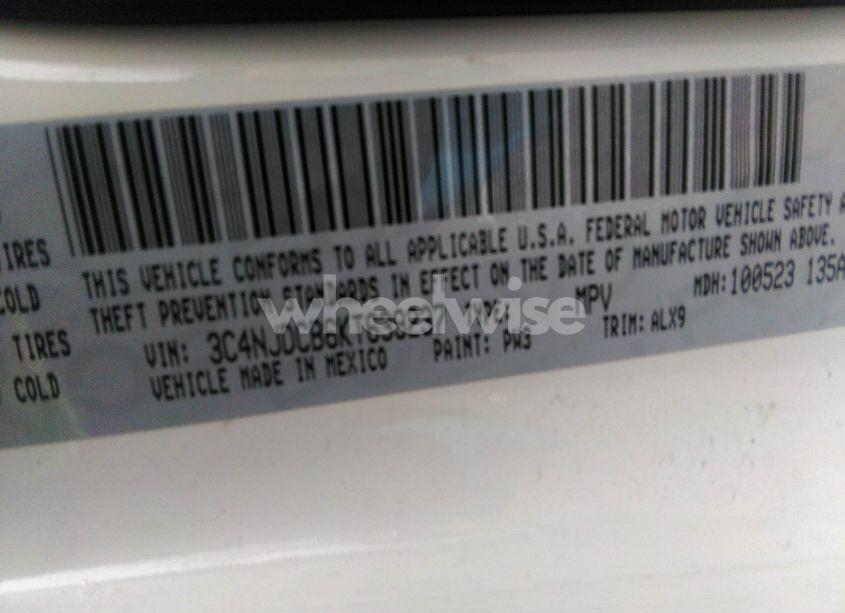 TIRES
COLD
TIRES
COLD
THIS VEHICLE CONFORMS TO ALL APPLICABLE U.S.A. FEDERAL MOTOR VEHICLE SAFETY A
THEFT PREVENTION STANDARDS IN EFFECT ON THE DATE OF MANUFACTURE SHOWN ABOVE.
VIN: TYPE: MPV MDH:100523 135A
VEHICLE MADE IN MEXICO PAINT: PW3 TRIM: ALX9
wheelwise